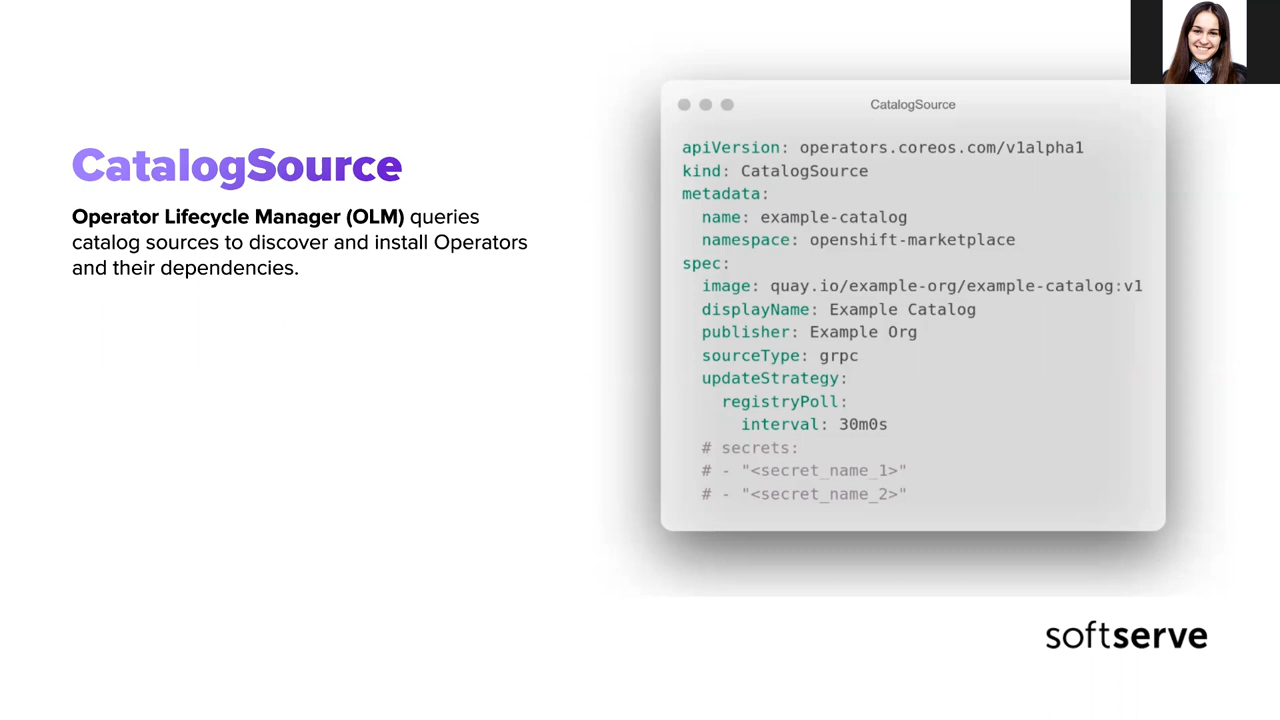 CatalogSource
Operator Lifecycle Manager (OLM) queries
catalog sources to discover and install Operators
and their dependencies.
CatalogSource
apiVersion: operators.coreos.com/v1alpha1
kind: CatalogSource
metadata:
  name: example-catalog
  namespace: openshift-marketplace
spec:
  image: quay.io/example-org/example-catalog:v1
  displayName: Example Catalog
  publisher: Example Org
  sourceType: grpc
  updateStrategy:
    registryPoll:
      interval: 30m0s
  # secrets:
  # - "<secret_name_1>"
  # - "<secret_name_2>"
softserve